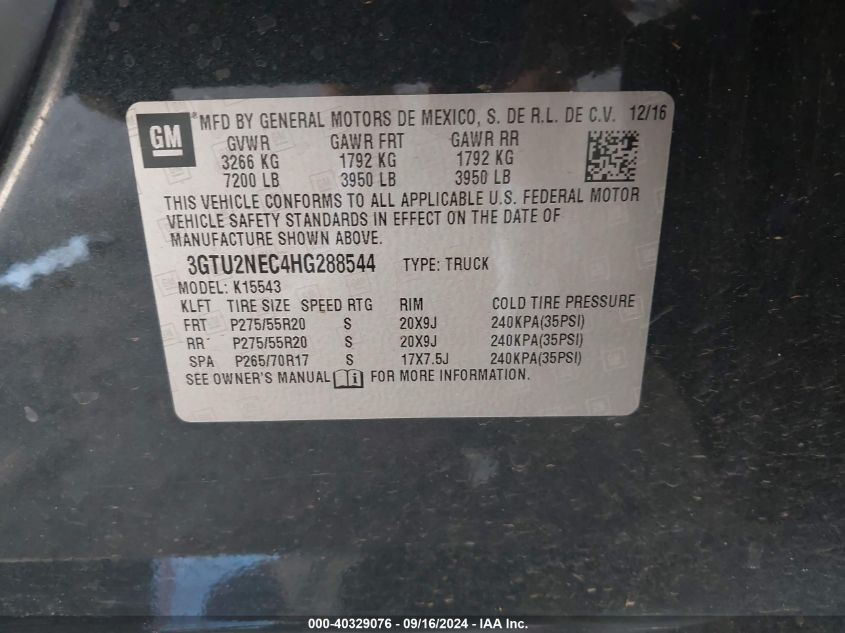 GM
*MFD BY GENERAL MOTORS DE MEXICO, S. DE R.L. DE C.V. 12/16
GVWR GAWR FRT GAWR RR
3266 KG 1792 KG 1792 KG
7200 LB 3950 LB 3950 LB
THIS VEHICLE CONFORMS TO ALL APPLICABLE U.S. FEDERAL MOTOR
VEHICLE SAFETY STANDARDS IN EFFECT ON THE DATE OF
MANUFACTURE SHOWN ABOVE.
3GTU2NEC4HG288544 TYPE: TRUCK
MODEL: K15543
KLFT TIRE SIZE SPEED RTG RIM COLD TIRE PRESSURE
FRT P275/55R20 S 20X9J 240KPA(35PSI)
RR P275/55R20 S 20X9J 240KPA(35PSI)
SPA P265/70R17 S 17X7.5J 240KPA(35PSI)
SEE OWNER'S MANUAL FOR MORE INFORMATION.
000-40329076 - 09/16/2024 - IAA Inc.